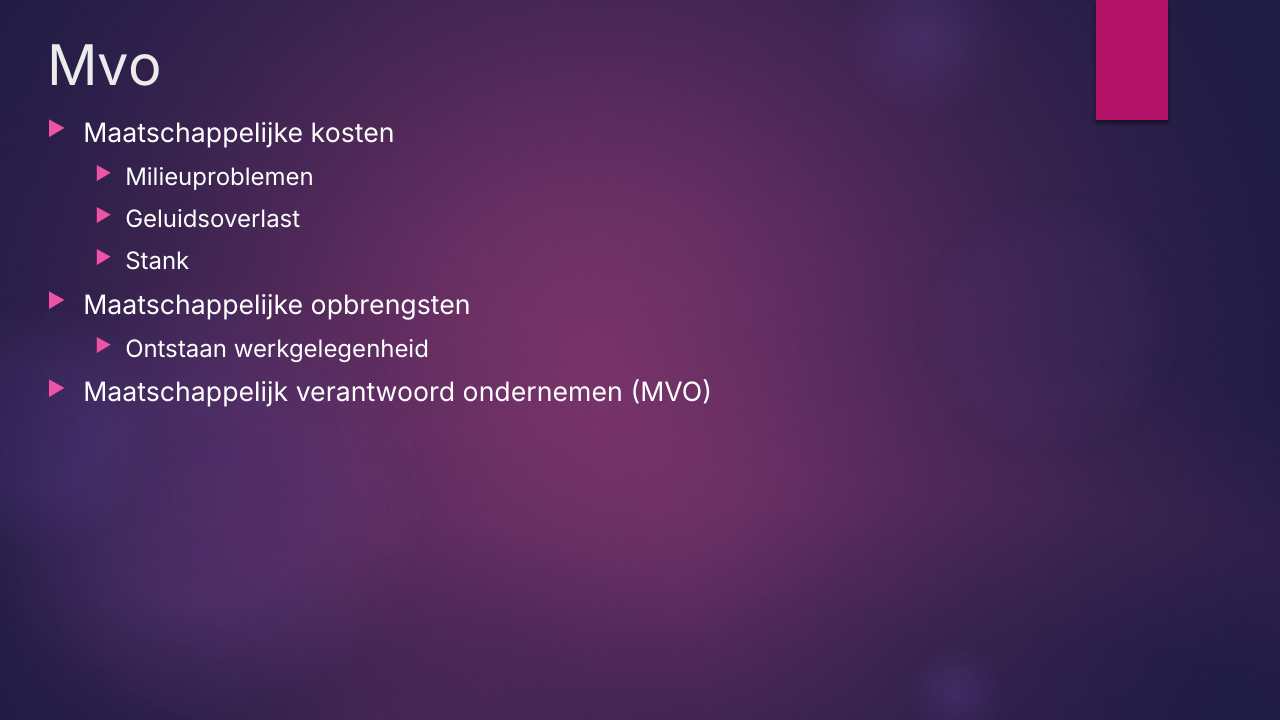 Mvo
Maatschappelijke kosten
Milieuproblemen
Geluidsoverlast
Stank
Maatschappelijke opbrengsten
Ontstaan werkgelegenheid
Maatschappelijk verantwoord ondernemen (MVO)